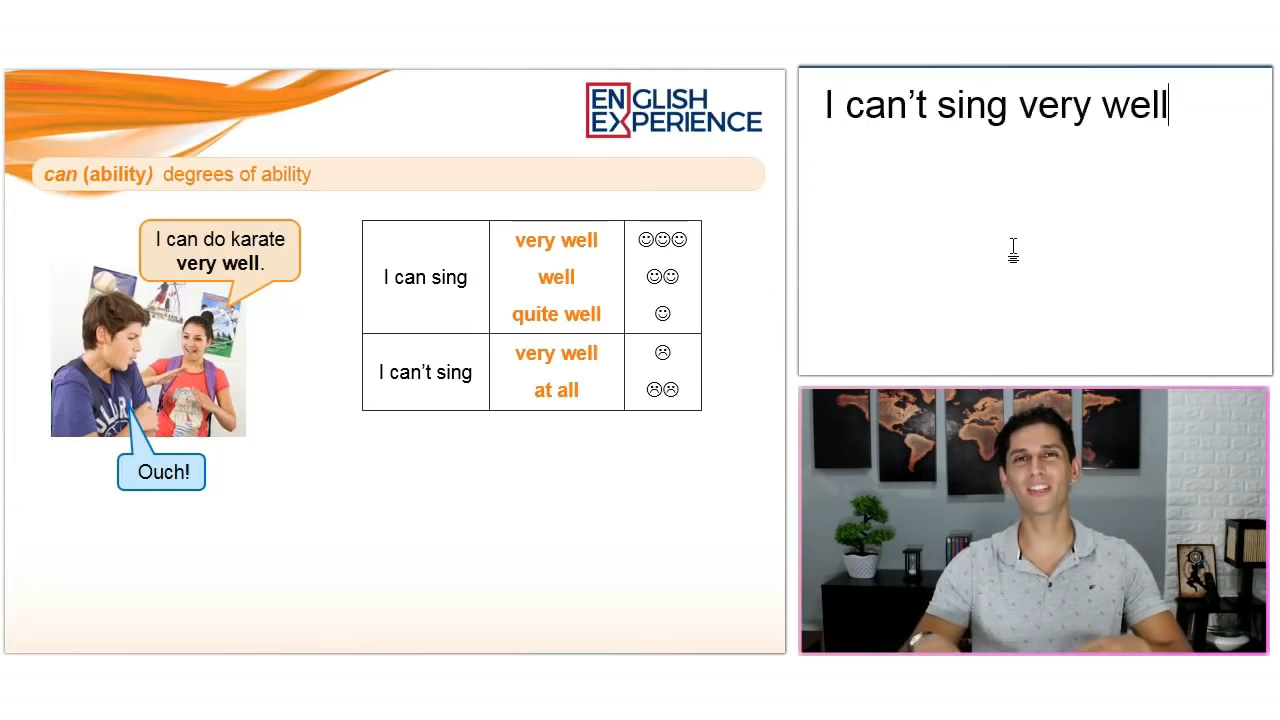 ENGLISH
EXPERIENCE
can (ability) degrees of ability
I can do karate
very well.
Ouch!
I can sing
very well
well
quite well
I can't sing
very well
at all
I can’t sing very well